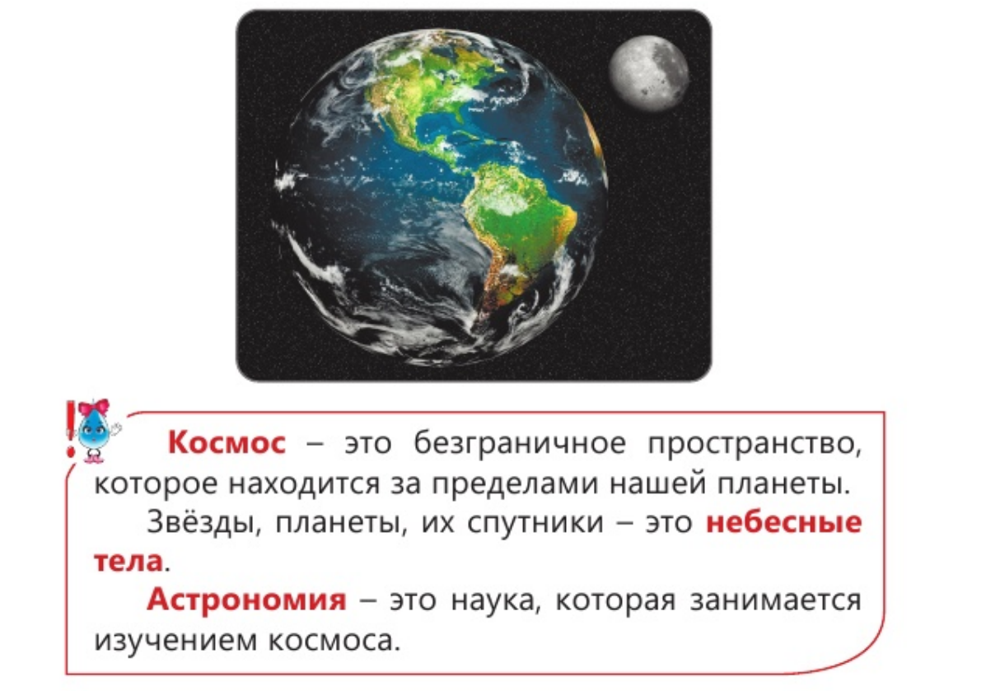 Космос – это безграничное пространство,
которое находится за пределами нашей планеты.
Звёзды, планеты, их спутники – это небесные
тела.
Астрономия – это наука, которая занимается
изучением космоса.